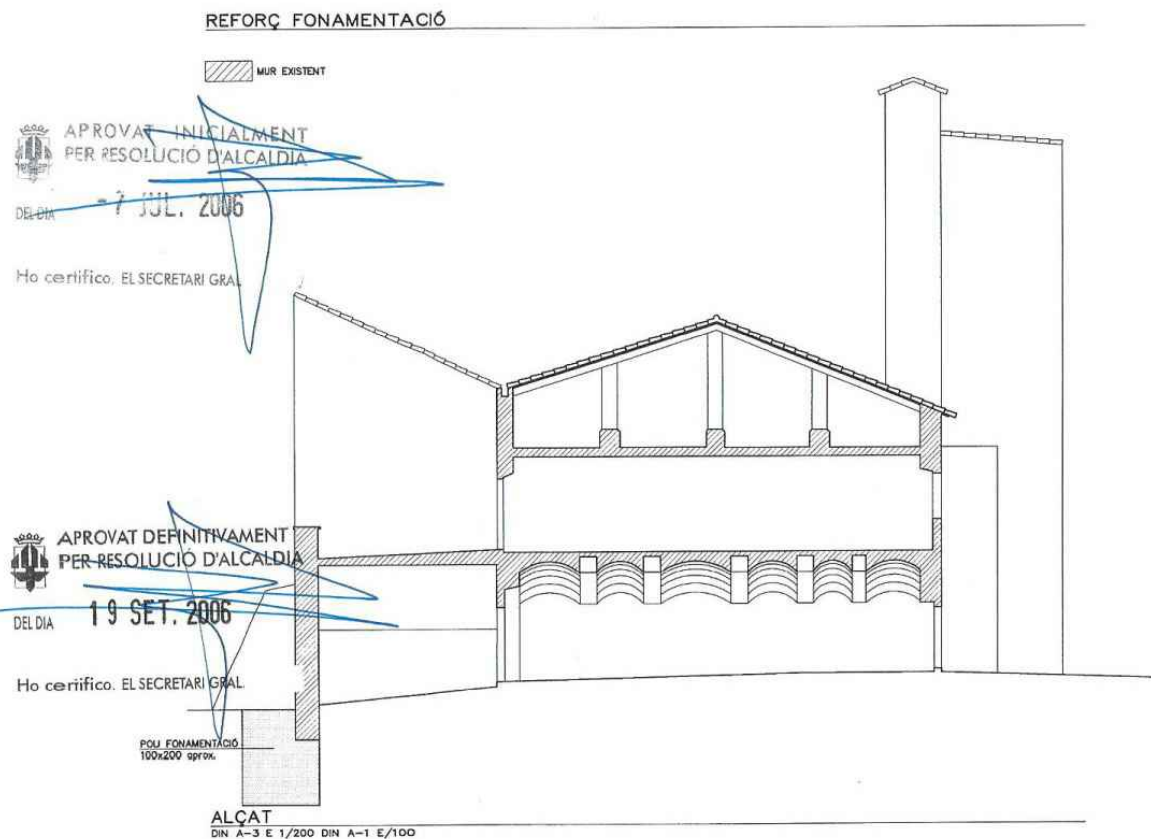 REFORÇ FONAMENTACIÓ
MUR EXISTENT
APROVAT INICIALMENT
PER RESOLUCIÓ D'ALCALDIA
DEL DIA -7 JUL. 2006
Ho certifico. EL SECRETARI GRAL.
APROVAT DEFINITIVAMENT
PER RESOLUCIÓ D'ALCALDIA
DEL DIA 19 SET. 2006
Ho certifico. EL SECRETARI GRAL.
POU FONAMENTACIÓ
100x200 aprox.
ALÇAT
DIN A-3 E 1/200 DIN A-1 E/100